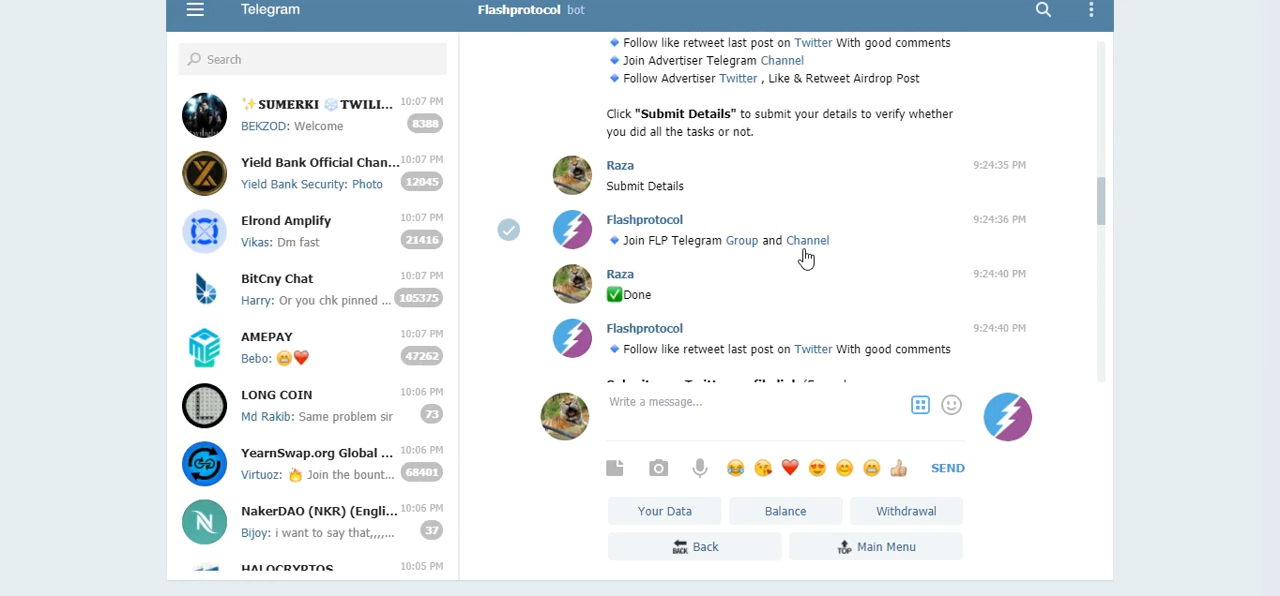 Telegram
Flashprotocol bot
Search
✨𝐒𝐔𝐌𝐄𝐑𝐊𝐈 ❄️𝐓𝐖𝐈𝐋𝐈... 10:07 PM
BEKZOD: Welcome 8388
Yield Bank Official Chan... 10:07 PM
Yield Bank Security: Photo 12045
Elrond Amplify 10:07 PM
Vikas: Dm fast 21416
BitCny Chat 10:07 PM
Harry: Or you chk pinned ... 105375
AMEPAY 10:07 PM
Bebo: 😁❤️ 47262
LONG COIN 10:06 PM
Md Rakib: Same problem sir 73
YearnSwap.org Global ... 10:06 PM
Virtuoz: 🔥 Join the bount... 68401
NakerDAO (NKR) (Engli... 10:06 PM
Bijoy: i want to say that,,,,... 37
HALOCRYPTOS 10:05 PM
🔹 Follow like retweet last post on Twitter With good comments
🔹 Join Advertiser Telegram Channel
🔹 Follow Advertiser Twitter , Like & Retweet Airdrop Post
Click "Submit Details" to submit your details to verify whether
you did all the tasks or not.
Raza 9:24:35 PM
Submit Details
Flashprotocol 9:24:36 PM
🔹 Join FLP Telegram Group and Channel
Raza 9:24:40 PM
✅Done
Flashprotocol 9:24:40 PM
🔹 Follow like retweet last post on Twitter With good comments
Write a message...
SEND
Your Data Balance Withdrawal
🔙 Back 🔝 Main Menu